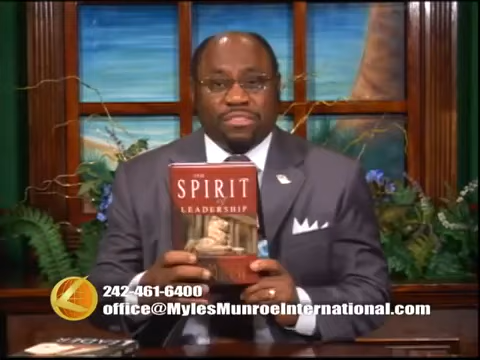 THE
SPIRIT
of
LEADERSHIP
242-461-6400
office@MylesMunroeInternational.com